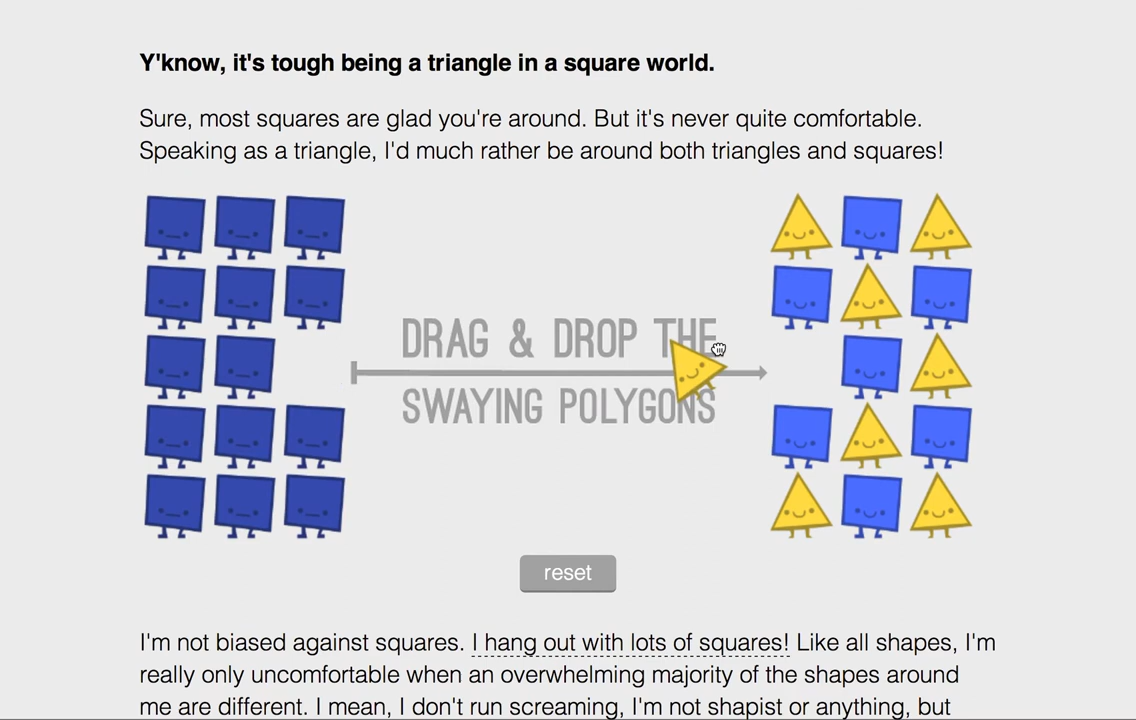 Y'know, it's tough being a triangle in a square world.
Sure, most squares are glad you're around. But it's never quite comfortable.
Speaking as a triangle, I'd much rather be around both triangles and squares!
DRAG & DROP THE
SWAYING POLYGONS
reset
I'm not biased against squares. I hang out with lots of squares! Like all shapes, I'm
really only uncomfortable when an overwhelming majority of the shapes around
me are different. I mean, I don't run screaming, I'm not shapist or anything, but